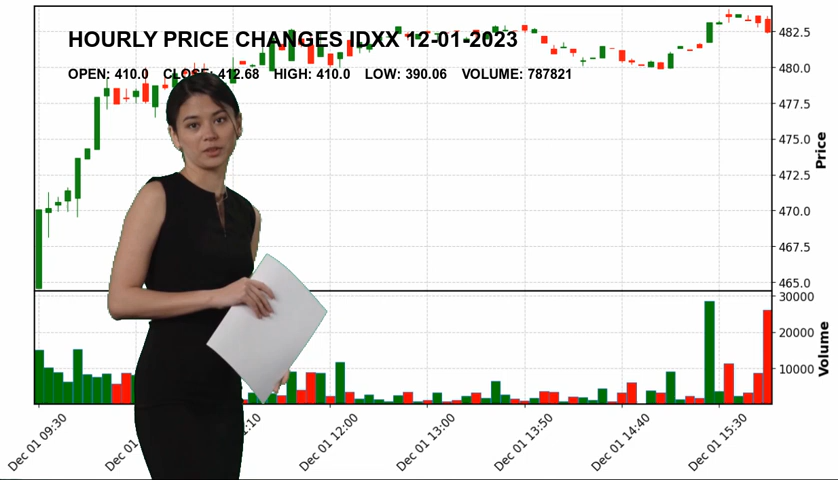 HOURLY PRICE CHANGES IDXX 12-01-2023
OPEN: 410.0 CLOSE: 412.68 HIGH: 410.0 LOW: 390.06 VOLUME: 787821
482.5
480.0
477.5
475.0
472.5
470.0
467.5
465.0
Price
30000
20000
10000
Volume
Dec 01 09:30
Dec 01
Dec 01 12:00
Dec 01 13:00
Dec 01 13:50
Dec 01 14:40
Dec 01 15:30